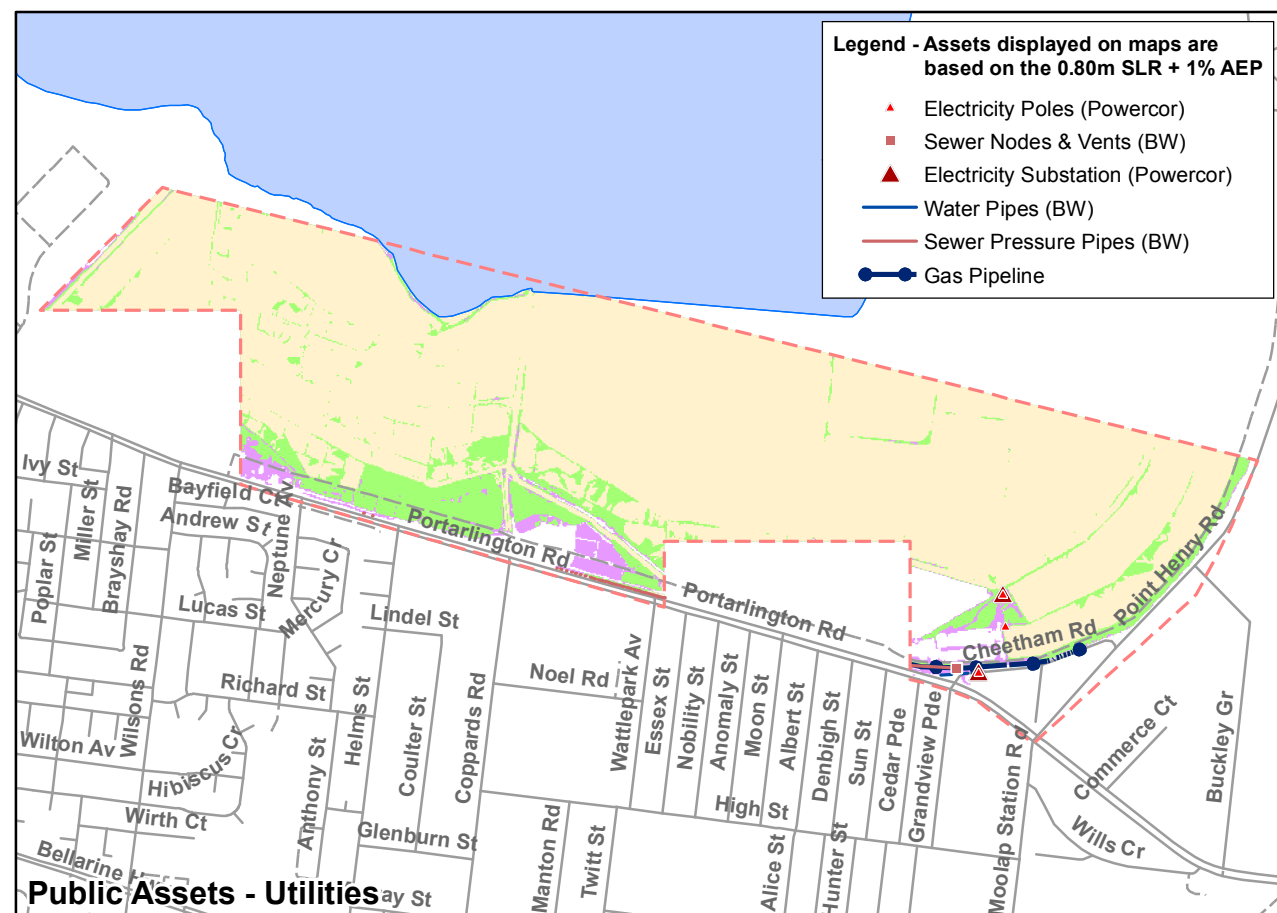 Legend - Assets displayed on maps are
based on the 0.80m SLR + 1% AEP
Electricity Poles (Powercor)
Sewer Nodes & Vents (BW)
Electricity Substation (Powercor)
Water Pipes (BW)
Sewer Pressure Pipes (BW)
Gas Pipeline
Ivy St
Miller St
Brayshay Rd
Poplar St
Bayfield Ct
Andrew St
Neptune Av
Mercury Cr
Lucas St
Portarlington Rd
Portarlington Rd
Point Henry Rd
Cheetham Rd
Lindel St
Noel Rd
Richard St
Wilsons Rd
Wilton Av
Hibiscus Cr
Wirth Ct
Anthony St
Helms St
Coulter St
Coppards Rd
Glenburn St
Wattlepark Av
Essex St
Nobility St
Anomaly St
Moon St
Albert St
Denbigh St
Sun St
Cedar Pde
Grandview Pde
High St
Manton Rd
Twitt St
Alice St
Hunter St
Moolap Station Rd
Commerce Ct
Buckley Gr
Wills Cr
Bellarine
ay St
Public Assets - Utilities